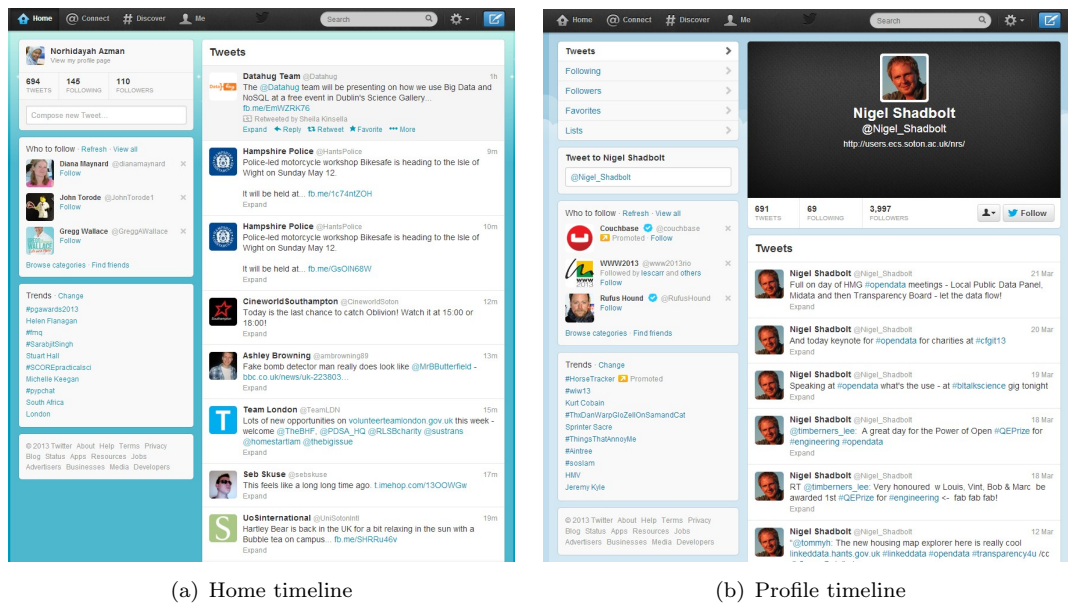 Home @ Connect # Discover Me Search
Norhidayah Azman
View my profile page
694 145 110
TWEETS FOLLOWING FOLLOWERS
Compose new Tweet...
Who to follow · Refresh · View all
Diana Maynard @dianamaynard
Follow
John Torode @JohnTorode1
Follow
Gregg Wallace @GreggAWallace
Follow
Browse categories · Find friends
Trends · Change
#pgawards2013
Helen Flanagan
#fmq
#SarabjitSingh
Stuart Hall
#SCOREpracticalsci
Michelle Keegan
#pypchat
South Africa
London
© 2013 Twitter About Help Terms Privacy
Blog Status Apps Resources Jobs
Advertisers Businesses Media Developers
Tweets
Datahug Team @Datahug 1h
The @Datahug team will be presenting on how we use Big Data and
NoSQL at a free event in Dublin's Science Gallery...
fb.me/EmWZRK76
Retweeted by Sheila Kinsella
Expand Reply Retweet Favorite More
Hampshire Police @HantsPolice 9m
Police-led motorcycle workshop Bikesafe is heading to the Isle of
Wight on Sunday May 12.
It will be held at... fb.me/1c74ntZOH
Expand
Hampshire Police @HantsPolice 10m
Police-led motorcycle workshop Bikesafe is heading to the Isle of
Wight on Sunday May 12.
It will be held at... fb.me/GsOIN68W
Expand
CineworldSouthampton @CineworldSoton 12m
Today is the last chance to catch Oblivion! Watch it at 15:00 or
18:00!
Expand
Ashley Browning @ambrowning89 13m
Fake bomb detector man really does look like @MrBButterfield -
bbc.co.uk/news/uk-223803...
Expand
T
Team London @TeamLDN 15m
Lots of new opportunities on volunteerteamlondon.gov.uk this week -
welcome @TheBHF, @PDSA_HQ @RLSBcharity @sustrans
@homestartlam @thebigissue
Expand
Seb Skuse @sebskuse 17m
This feels like a long long time ago. t.imehop.com/13OOWGw
Expand
S
UoSinternational @UniSotonIntl 19m
Hartley Bear is back in the UK for a bit relaxing in the sun with a
Bubble tea on campus... fb.me/SHRRu46v
Expand
(a) Home timeline
Home @ Connect # Discover Me Search
Tweets
Following
Followers
Favorites
Lists
Tweet to Nigel Shadbolt
@Nigel_Shadbolt
Who to follow · Refresh · View all
Couchbase @couchbase
Promoted · Follow
WWW2013 @www2013rio
Followed by lescarr and others
Follow
Rufus Hound @RufusHound
Follow
Browse categories · Find friends
Trends · Change
#HorseTracker Promoted
#wiw13
Kurt Cobain
#ThxDanWarpGloZellOnSamandCat
Sprinter Sacre
#ThingsThatAnnoyMe
#Aintree
#soslam
HMV
Jeremy Kyle
© 2013 Twitter About Help Terms Privacy
Blog Status Apps Resources Jobs
Advertisers Businesses Media Developers
Nigel Shadbolt
@Nigel_Shadbolt
http://users.ecs.soton.ac.uk/nrs/
691 69 3,997
TWEETS FOLLOWING FOLLOWERS
Follow
Tweets
Nigel Shadbolt @Nigel_Shadbolt 21 Mar
Full on day of HMG #opendata meetings - Local Public Data Panel,
Midata and then Transparency Board - let the data flow!
Expand
Nigel Shadbolt @Nigel_Shadbolt 20 Mar
And today keynote for #opendata for charities at #cfgit13
Expand
Nigel Shadbolt @Nigel_Shadbolt 19 Mar
Speaking at #opendata what's the use - at #bltalkscience gig tonight
Expand
Nigel Shadbolt @Nigel_Shadbolt 18 Mar
@timberners_lee: A great day for the Power of Open #QEPrize for
#engineering #opendata
Expand
Nigel Shadbolt @Nigel_Shadbolt 18 Mar
RT @timberners_lee: Very honoured w Louis, Vint, Bob & Marc be
awarded 1st #QEPrize for #engineering <- fab fab fab!
Expand
Nigel Shadbolt @Nigel_Shadbolt 12 Mar
"@tommyh: The new housing map explorer here is really cool
linkeddata.hants.gov.uk #linkeddata #opendata #transparency4u /cc
(b) Profile timeline